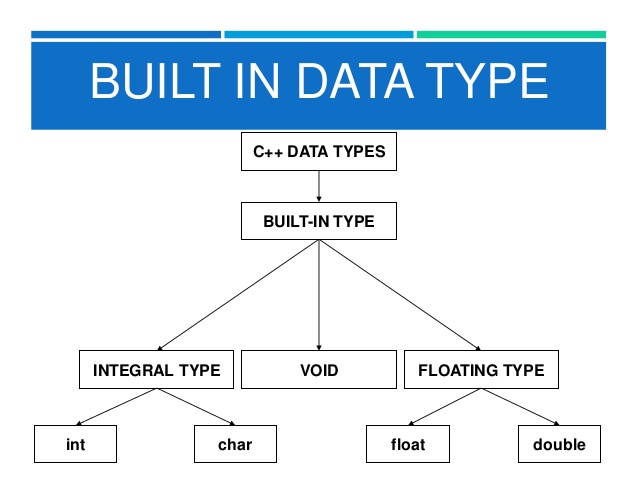 BUILT IN DATA TYPE
C++ DATA TYPES
BUILT-IN TYPE
INTEGRAL TYPE
VOID
FLOATING TYPE
int
char
float
double